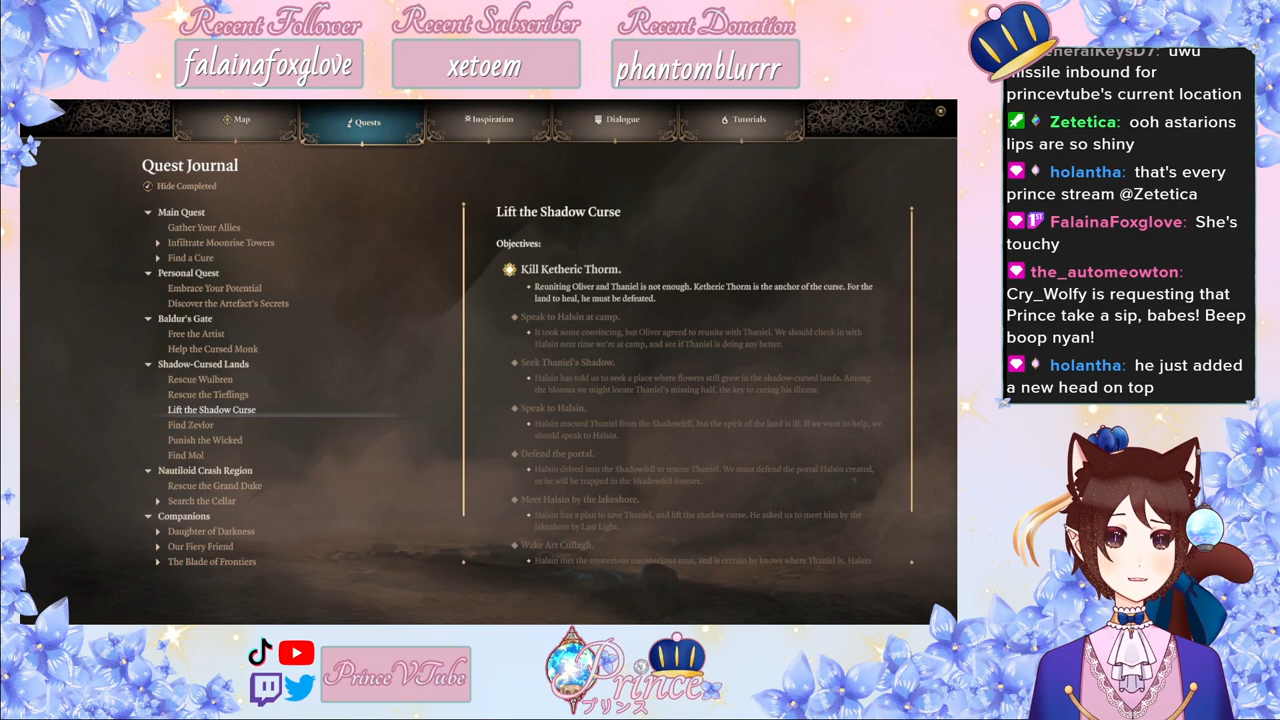 Recent Follower
falainafoxglove
Recent Subscriber
xetoem
Recent Donation
phantomblurrr
Map
Quests
Inspiration
Dialogue
Tutorials
Quest Journal
Hide Completed
Main Quest
Gather Your Allies
Infiltrate Moonrise Towers
Find a Cure
Personal Quest
Embrace Your Potential
Discover the Artefact's Secrets
Baldur's Gate
Free the Artist
Help the Cursed Monk
Shadow-Cursed Lands
Rescue Wulbren
Rescue the Tieflings
Lift the Shadow Curse
Find Zevlor
Punish the Wicked
Find Mol
Nautiloid Crash Region
Rescue the Grand Duke
Search the Cellar
Companions
Daughter of Darkness
Our Fiery Friend
The Blade of Frontiers
Lift the Shadow Curse
Objectives:
Kill Ketheric Thorm.
Reuniting Oliver and Thaniel is not enough. Ketheric Thorm is the anchor of the curse. For the
land to heal, he must be defeated.
Speak to Halsin at camp.
It took some convincing, but Oliver agreed to reunite with Thaniel. We should check in with
Halsin next time we're at camp, and see if Thaniel is doing any better.
Seek Thaniel's Shadow.
Halsin has told us to seek a place where flowers still grow in the shadow-cursed lands. Among
the blooms we might locate Thaniel's missing half, the key to curing his illness.
Speak to Halsin.
Halsin rescued Thaniel from the Shadowfell, but the spirit of the land is ill. If we want to help, we
should speak to Halsin.
Defend the portal.
Halsin delved into the Shadowfell to rescue Thaniel. We must defend the portal Halsin created,
or he will be trapped in the Shadowfell forever.
Meet Halsin by the lakeshore.
Halsin has a plan to save Thaniel, and lift the shadow curse. He asked us to meet him by the
lakeshore by Last Light.
Wake Art Cullagh.
Halsin met the mysterious unconscious man, and is certain he knows where Thaniel is. Halsin
eneralKeysD7: uwu
missile inbound for
princevtube's current location
Zetetica: ooh astarions
lips are so shiny
holantha: that's every
prince stream @Zetetica
FalainaFoxglove: She's
touchy
the_automeowton:
Cry_Wolfy is requesting that
Prince take a sip, babes! Beep
boop nyan!
holantha: he just added
a new head on top
Prince VTube
Prince
プリンス